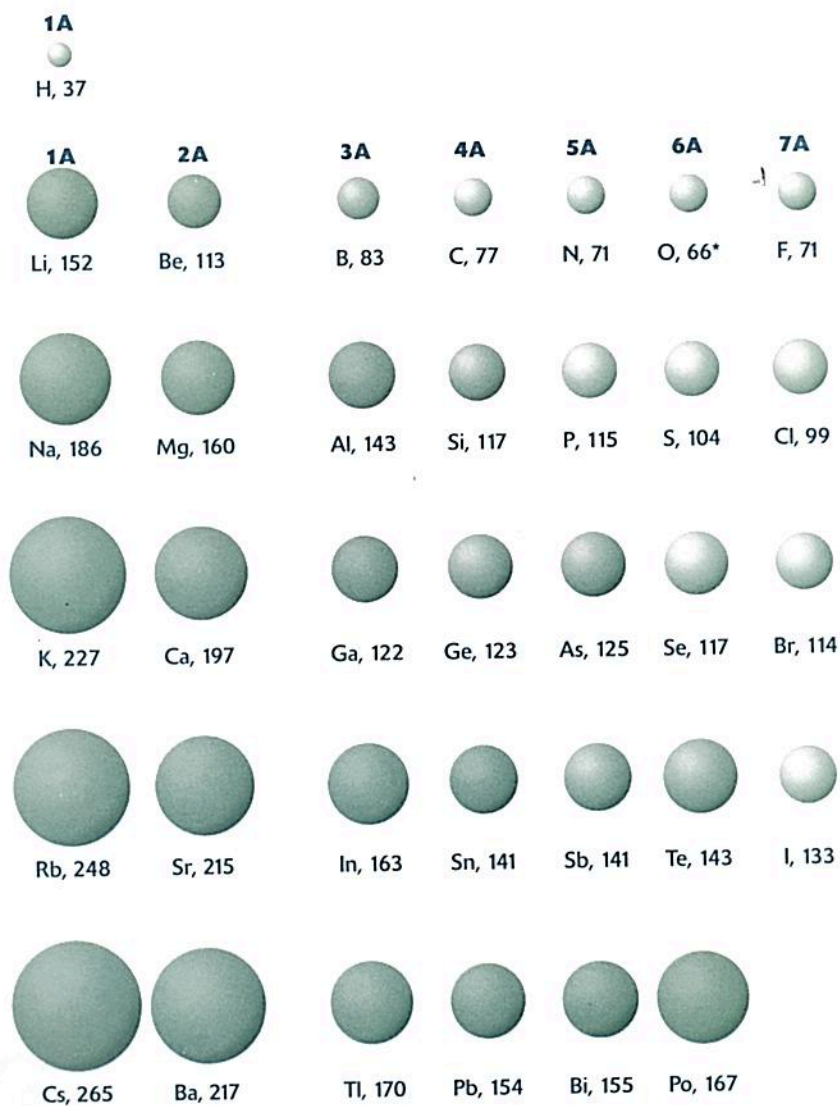 1A
H, 37
1A 2A 3A 4A 5A 6A 7A
Li, 152 Be, 113 B, 83 C, 77 N, 71 O, 66* F, 71
Na, 186 Mg, 160 Al, 143 Si, 117 P, 115 S, 104 Cl, 99
K, 227 Ca, 197 Ga, 122 Ge, 123 As, 125 Se, 117 Br, 114
Rb, 248 Sr, 215 In, 163 Sn, 141 Sb, 141 Te, 143 I, 133
Cs, 265 Ba, 217 Tl, 170 Pb, 154 Bi, 155 Po, 167